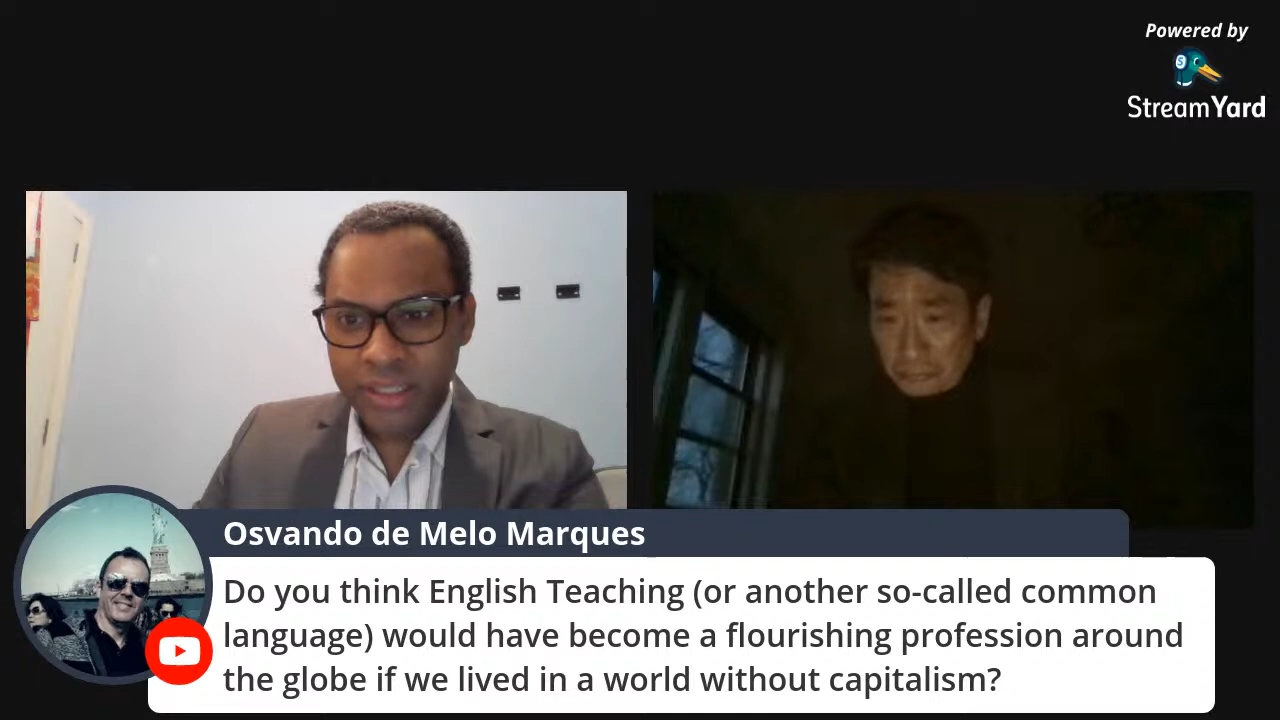 Powered by
StreamYard
Osvando de Melo Marques
Do you think English Teaching (or another so-called common
language) would have become a flourishing profession around
the globe if we lived in a world without capitalism?